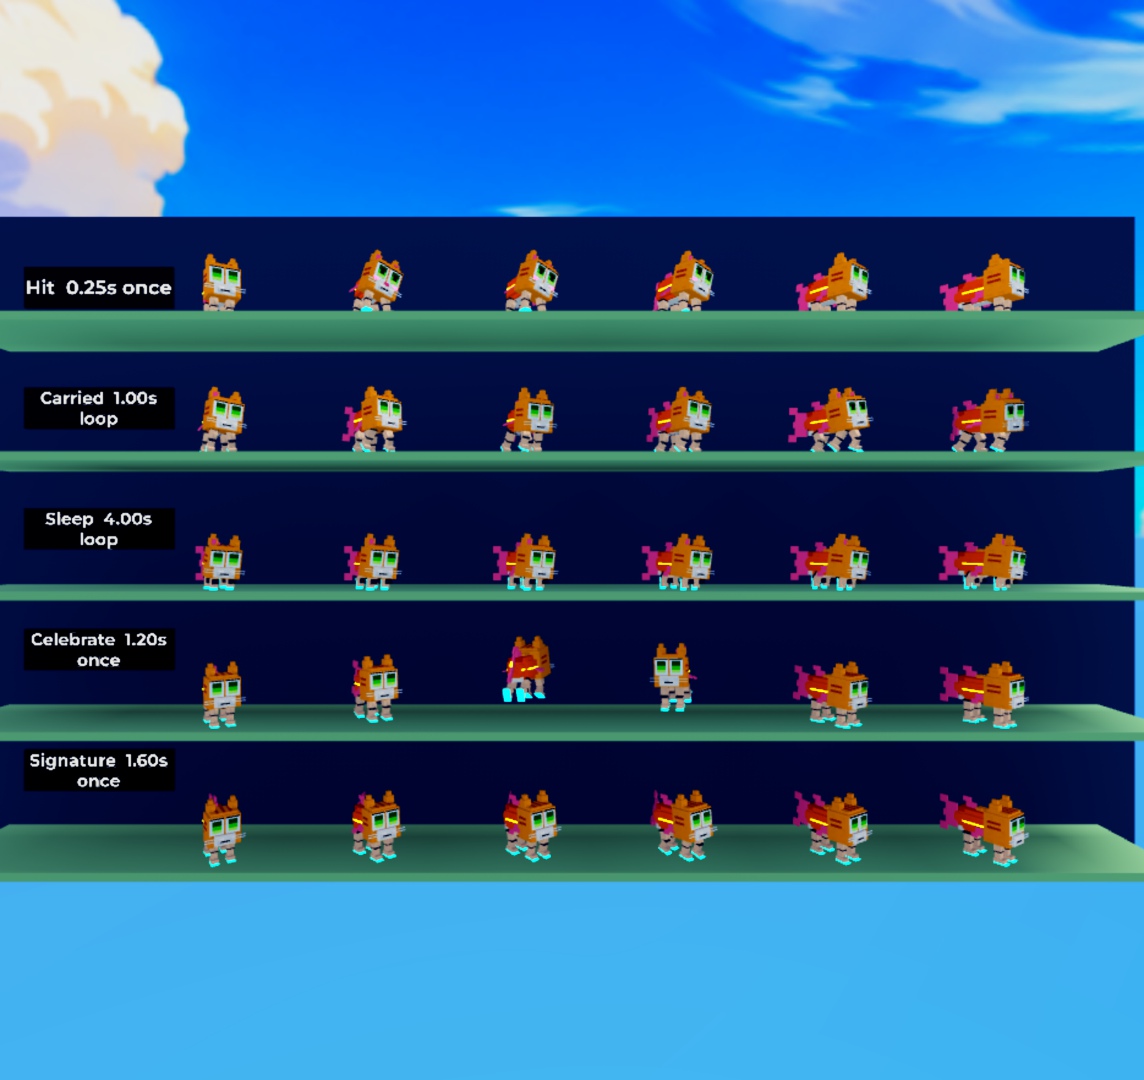 Hit 0.25s once
Carried 1.00s
loop
Sleep 4.00s
loop
Celebrate 1.20s
once
Signature 1.60s
once